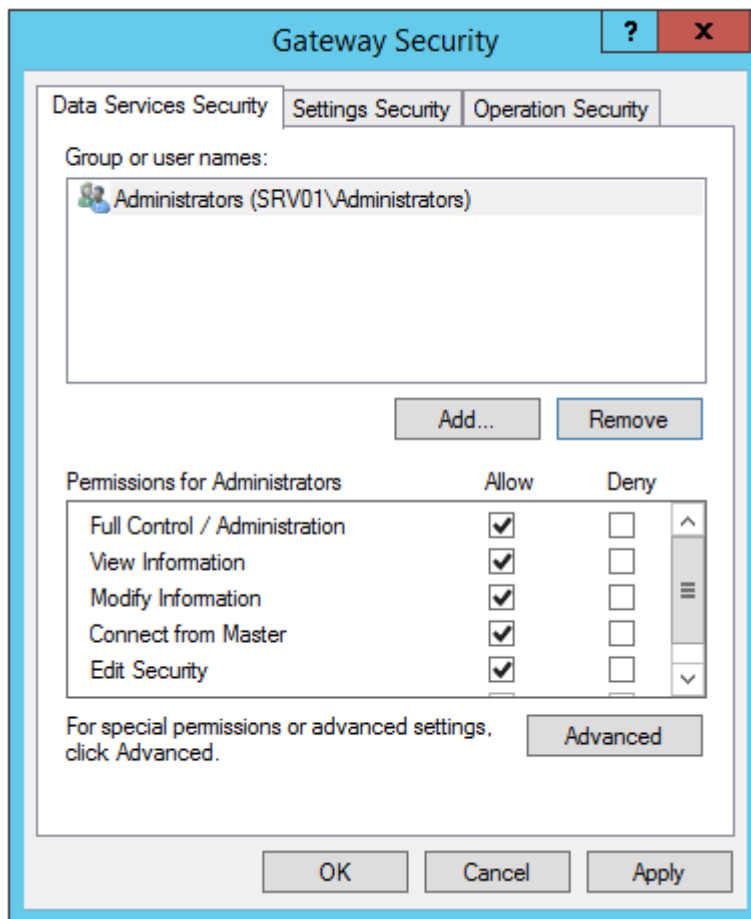 Gateway Security
?
x
Data Services Security
Settings Security
Operation Security
Group or user names:
Administrators (SRV01\Administrators)
Add...
Remove
Permissions for Administrators
Allow
Deny
Full Control / Administration
View Information
Modify Information
Connect from Master
Edit Security
For special permissions or advanced settings,
click Advanced.
Advanced
OK
Cancel
Apply